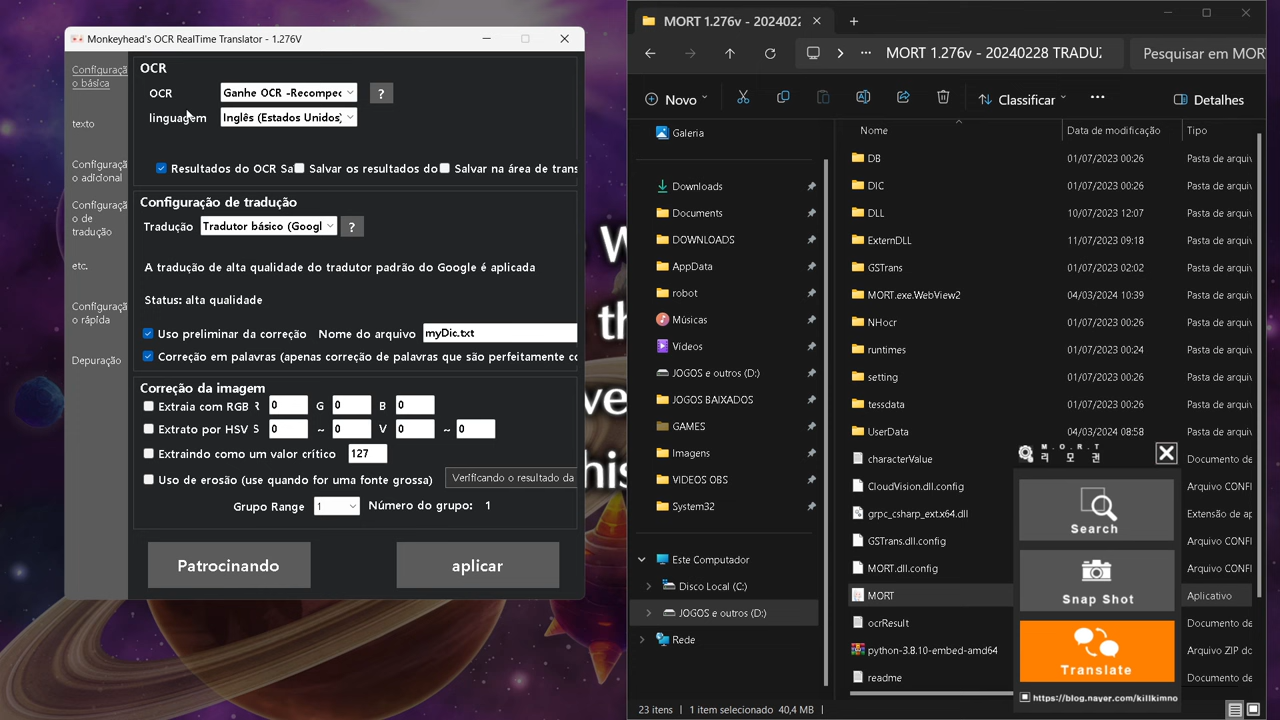 Monkeyhead's OCR RealTime Translator - 1.276V
Configuraçã
o básica
texto
Configuraçã
o adicional
Configuraçã
o de
tradução
etc.
Configuraçã
o rápida
Depuração
OCR
OCR
Ganhe OCR -Recompec
?
linguagem
Inglês (Estados Unidos)
Resultados do OCR Sa
Salvar os resultados do
Salvar na área de trans
Configuração de tradução
Tradução
Tradutor básico (Googl
?
A tradução de alta qualidade do tradutor padrão do Google é aplicada
Status: alta qualidade
Uso preliminar da correção
Nome do arquivo
myDic.txt
Correção em palavras (apenas correção de palavras que são perfeitamente cc
Correção da imagem
Extraia com RGB R 0 G 0 B 0
Extrato por HSV S 0 ~ 0 V 0 ~ 0
Extraindo como um valor crítico 127
Uso de erosão (use quando for uma fonte grossa)
Verificando o resultado da
Grupo Range 1 Número do grupo: 1
Patrocinando
aplicar
MORT 1.276v - 2024022
MORT 1.276v - 20240228 TRADU
Pesquisar em MOR
Novo
Classificar
Detalhes
Galeria
Downloads
Documents
DOWNLOADS
AppData
robot
Músicas
Vídeos
JOGOS e outros (D:)
JOGOS BAIXADOS
GAMES
Imagens
VIDEOS OBS
System32
Este Computador
Disco Local (C:)
JOGOS e outros (D:)
Rede
Nome Data de modificação Tipo
DB 01/07/2023 00:26 Pasta de arquiv
DIC 01/07/2023 00:26 Pasta de arquiv
DLL 10/07/2023 12:07 Pasta de arquiv
ExternDLL 11/07/2023 09:18 Pasta de arquiv
GSTrans 01/07/2023 02:02 Pasta de arquiv
MORT.exe.WebView2 04/03/2024 10:39 Pasta de arquiv
NHocr 01/07/2023 00:26 Pasta de arquiv
runtimes 01/07/2023 00:24 Pasta de arquiv
setting 01/07/2023 00:26 Pasta de arquiv
tessdata 01/07/2023 00:26 Pasta de arquiv
UserData 04/03/2024 08:58 Pasta de arquiv
characterValue Documento de
CloudVision.dll.config Arquivo CONFI
grpc_csharp_ext.x64.dll Extensão de ap
GSTrans.dll.config Arquivo CONFI
MORT.dll.config Arquivo CONFI
MORT Aplicativo
ocrResult Documento de
python-3.8.10-embed-amd64 Arquivo ZIP do
readme Documento de
23 itens
1 item selecionado 40,4 MB
M . O . R . T
리 모 컨
Search
Snap Shot
Translate
https://blog.naver.com/killkimno
W
th
ve
his